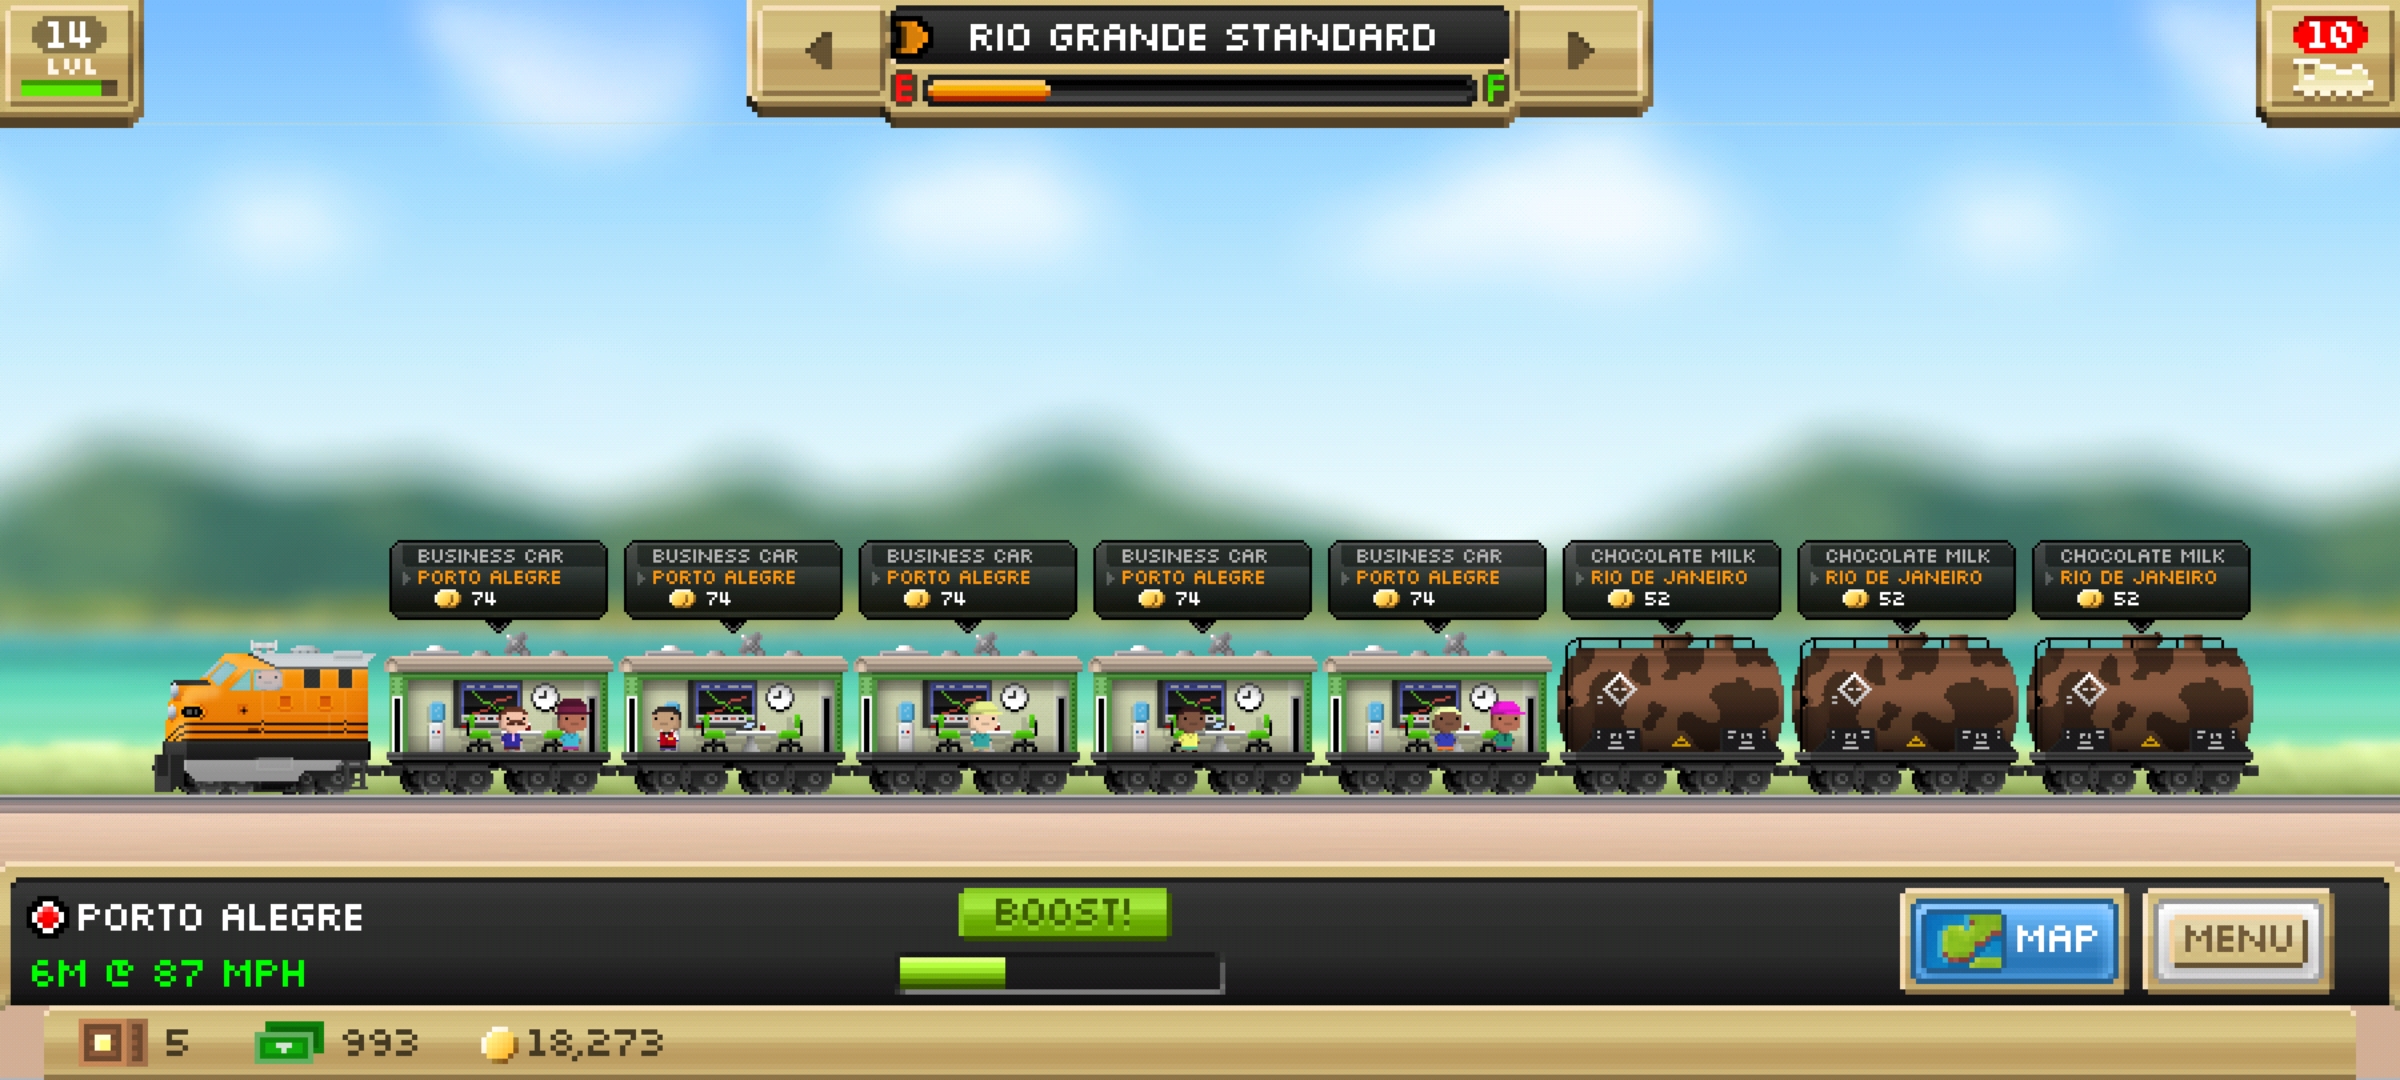 14
LVL
RIO GRANDE STANDARD
E
F
10
BUSINESS CAR
PORTO ALEGRE
74
BUSINESS CAR
PORTO ALEGRE
74
BUSINESS CAR
PORTO ALEGRE
74
BUSINESS CAR
PORTO ALEGRE
74
BUSINESS CAR
PORTO ALEGRE
74
CHOCOLATE MILK
RIO DE JANEIRO
52
CHOCOLATE MILK
RIO DE JANEIRO
52
CHOCOLATE MILK
RIO DE JANEIRO
52
PORTO ALEGRE
6M @ 87 MPH
BOOST!
MAP
MENU
5
993
18,273